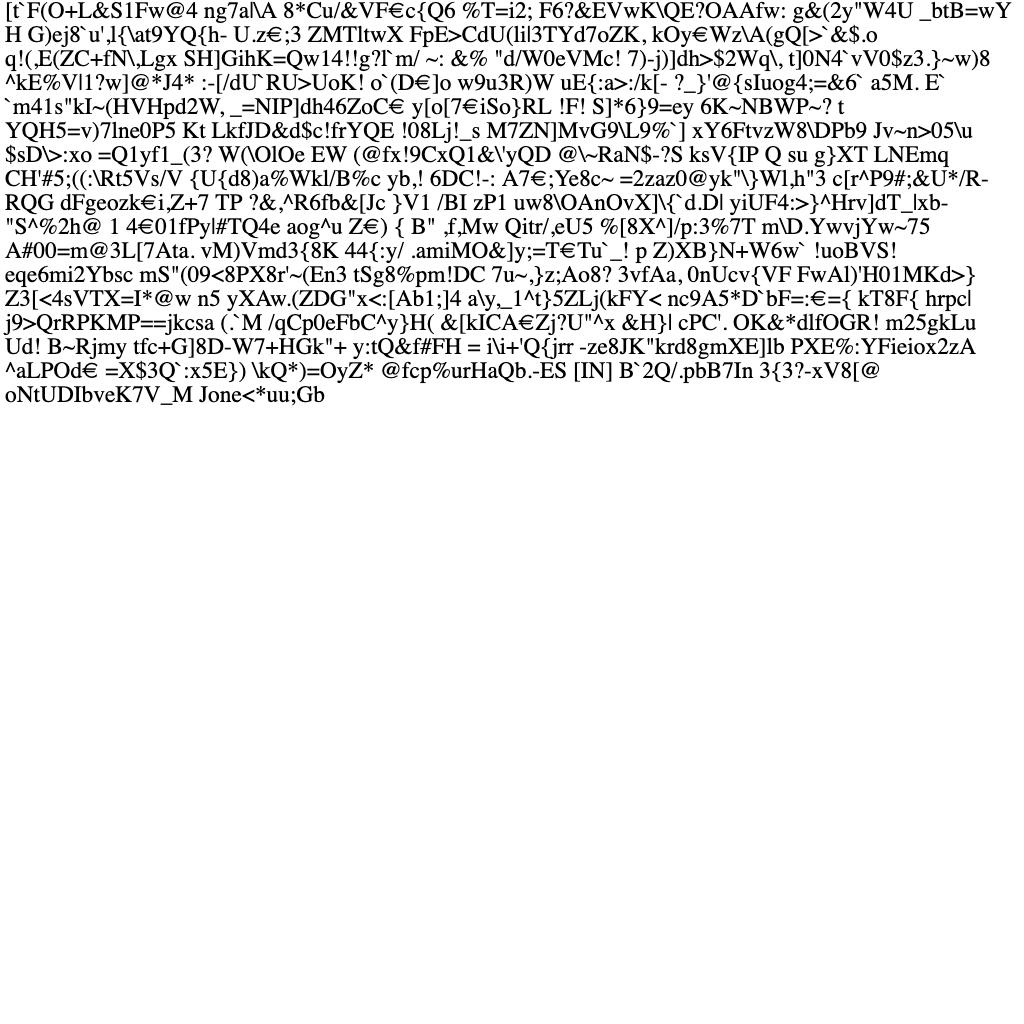 [t`F(O+L&S1Fw@4 ng7a|\A 8*Cu/&VF€c{Q6 %T=i2; F6?&EVwK\QE?OAAfw: g&(2y"W4U _btB=wY
H G)ej8`u',l{\at9YQ{h- U.z€;3 ZMTltwX FpE>CdU(li|3TYd7oZK, kOy€Wz\A(gQ[>`&$.o
q!(,E(ZC+fN\,Lgx SH]GihK=Qw14!!g?l`m/ ~: &% "d/W0eVMc! 7)-j)]dh>$2Wq\, t]0N4`vV0$z3.}~w)8
^kE%V|1?w]@*J4* :-[/dU`RU>UoK! o`(D€]o w9u3R)W uE{:a>:/k[- ?_}'@{sIuog4;=&6` a5M. E`
`m41s"kI~(HVHpd2W, _=NIP]dh46ZoC€ y[o[7€iSo}RL !F! S]*6}9=ey 6K~NBWP~? t
YQH5=v)7lne0P5 Kt LkfJD&d$c!frYQE !08Lj!_s M7ZN]MvG9\L9%`] xY6FtvzW8\DPb9 Jv~n>05\u
$sD\>:xo =Q1yf1_(3? W(\OlOe EW (@fx!9CxQ1&\'yQD @\~RaN$-?S ksV{IP Q su g}XT LNEmq
CH'#5;((:\Rt5Vs/V {U{d8)a%Wkl/B%c yb,! 6DC!-: A7€;Ye8c~ =2zaz0@yk"\}Wl,h"3 c[r^P9#;&U*/R-
RQG dFgeozk€i,Z+7 TP ?&,^R6fb&[Jc }V1 /BI zP1 uw8\OAnOvX]\{`d.D| yiUF4:>}^Hrv]dT_|xb-
"S^%2h@ 1 4€01fPy|#TQ4e aog^u Z€) { B" ,f,Mw Qitr/,eU5 %[8X^]/p:3%7T m\D.YwvjYw~75
A#00=m@3L[7Ata. vM)Vmd3{8K 44{:y/ .amiMO&]y;=T€Tu`_! p Z)XB}N+W6w` !uoBVS!
eqe6mi2Ybsc mS"(09<8PX8r'~(En3 tSg8%pm!DC 7u~,}z;Ao8? 3vfAa, 0nUcv{VF FwAl)'H01MKd>}
Z3[<4sVTX=I*@w n5 yXAw.(ZDG"x<:[Ab1;]4 a\y,_1^t}5ZLj(kFY< nc9A5*D`bF=:€={ kT8F{ hrpc|
j9>QrRPKMP==jkcsa (.`M /qCp0eFbC^y}H( &[kICA€Zj?U"^x &H}| cPC'. OK&*dlfOGR! m25gkLu
Ud! B~Rjmy tfc+G]8D-W7+HGk"+ y:tQ&f#FH = i\i+'Q{jrr -ze8JK"krd8gmXE]lb PXE%:YFieiox2zA
^aLPOd€ =X$3Q`:x5E}) \kQ*)=OyZ* @fcp%urHaQb.-ES [IN] B`2Q/.pbB7In 3{3?-xV8[@
oNtUDIbveK7V_M Jone<*uu;Gb